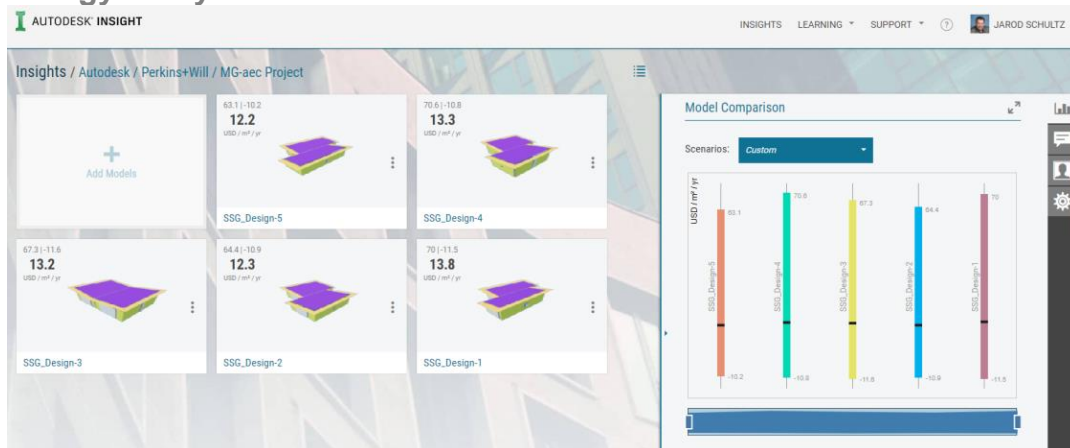 AUTODESK® INSIGHT
INSIGHTS LEARNING SUPPORT ? JAROD SCHULTZ
Insights / Autodesk / Perkins+Will / MG-aec Project
+
Add Models
63.1 | -10.2
12.2
USD / m² / yr
SSG_Design-5
70.6 | -10.8
13.3
USD / m² / yr
SSG_Design-4
67.3 | -11.6
13.2
USD / m² / yr
SSG_Design-3
64.4 | -10.9
12.3
USD / m² / yr
SSG_Design-2
70 | -11.5
13.8
USD / m² / yr
SSG_Design-1
Model Comparison
Scenarios: Custom
USD / m² / yr
63.1
70.6
67.3
64.4
70
SSG_Design-5
SSG_Design-4
SSG_Design-3
SSG_Design-2
SSG_Design-1
-10.2
-10.8
-11.6
-10.9
-11.5